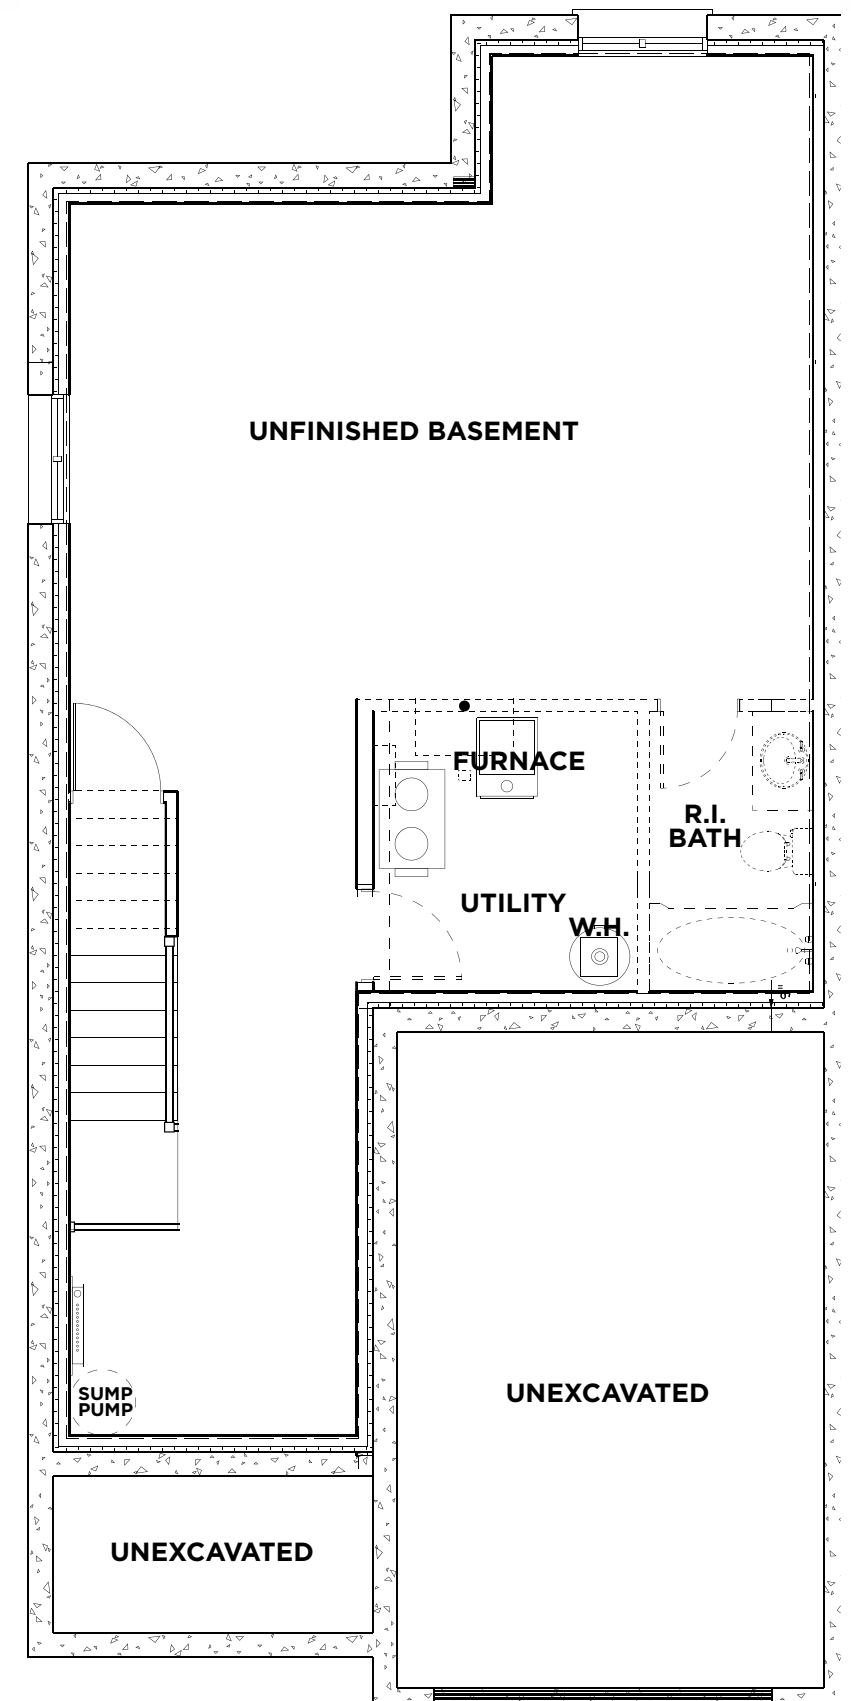 UNFINISHED BASEMENT
FURNACE
R.I.
BATH
UTILITY
W.H.
UNEXCAVATED
SUMP
PUMP
UNEXCAVATED